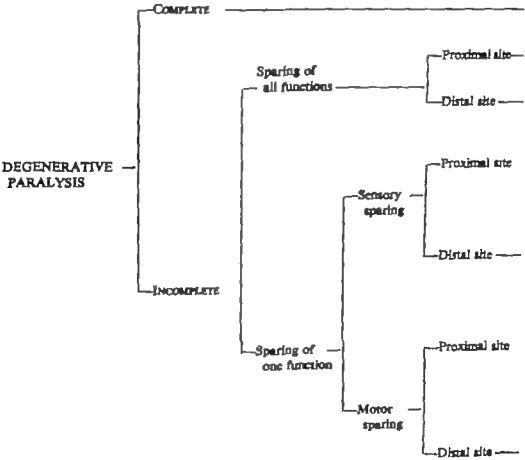 COMPLETE
Proximal site
Sparing of
all functions
Distal site
DEGENERATIVE
PARALYSIS
Proximal site
Sensory
sparing
Distal site
INCOMPLETE
Proximal site
Sparing of
one function
Motor
sparing
Distal site